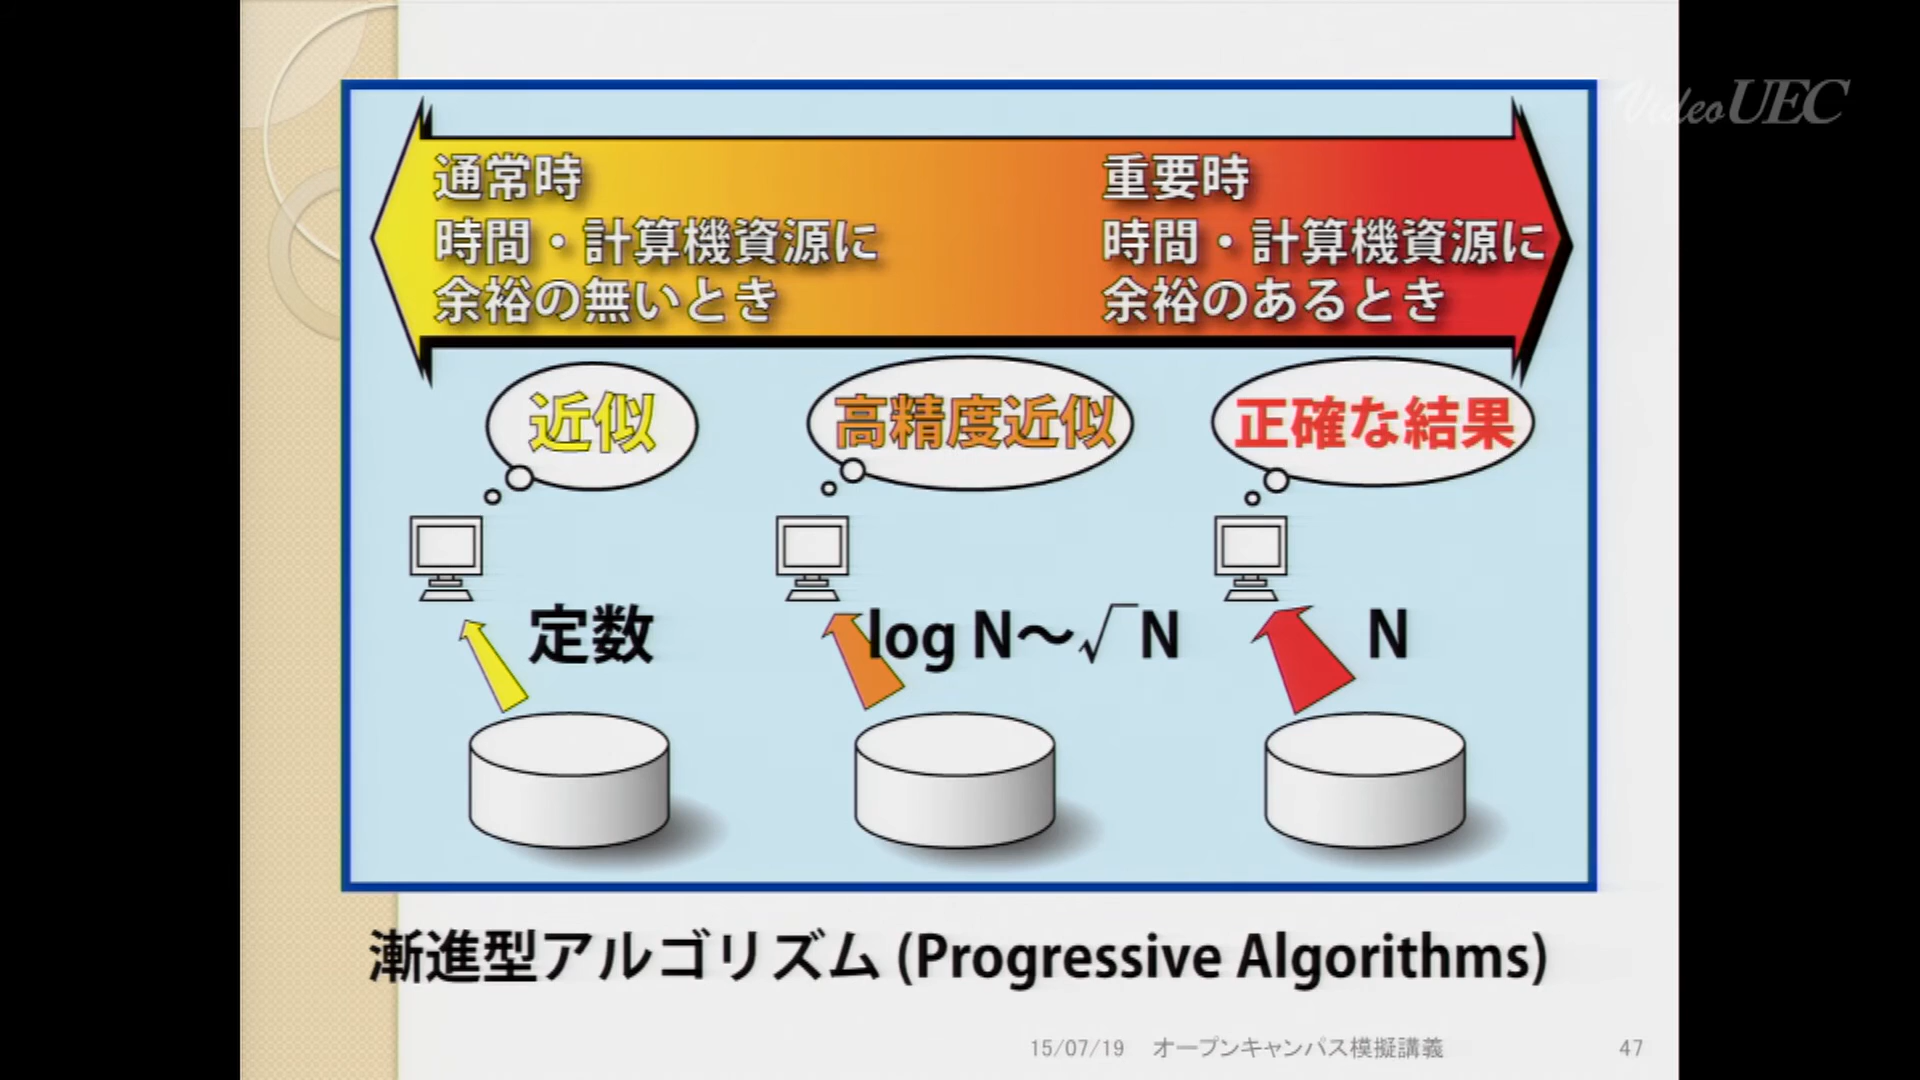 VideoUEC
通常時
時間・計算機資源に
余裕の無いとき
重要時
時間・計算機資源に
余裕のあるとき
近似
高精度近似
正確な結果
定数
log N～√ N
N
漸進型アルゴリズム (Progressive Algorithms)
15/07/19 オープンキャンパス模擬講義 47